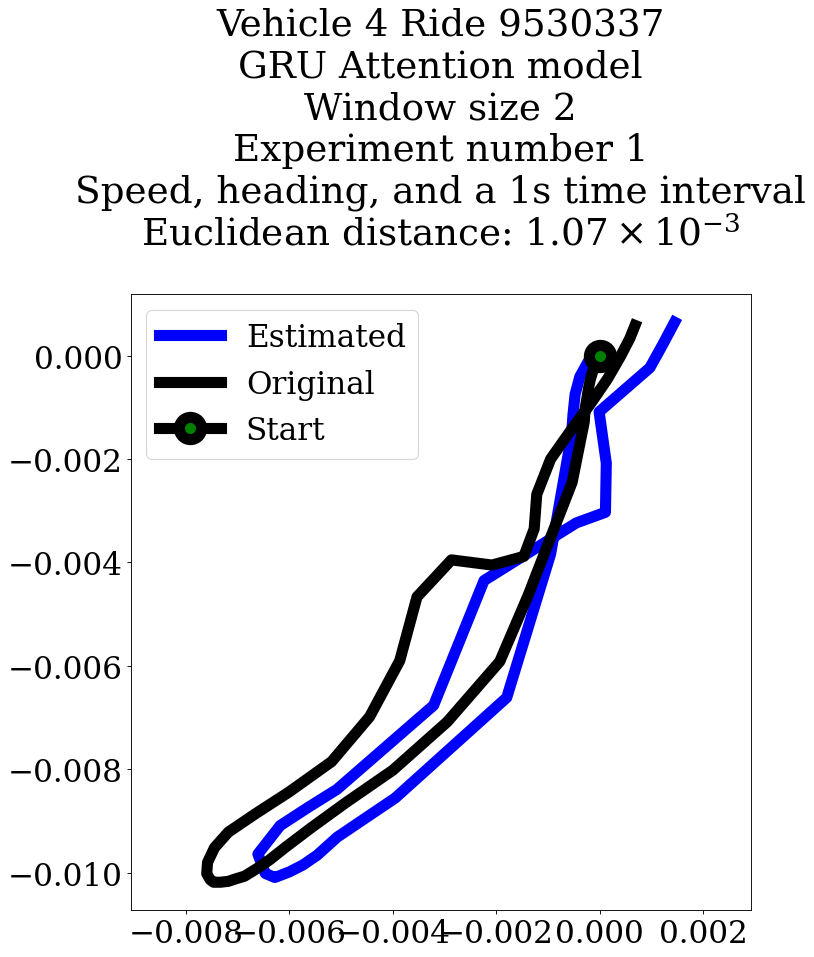 Vehicle 4 Ride 9530337
GRU Attention model
Window size 2
Experiment number 1
Speed, heading, and a 1s time interval
Euclidean distance: 1.07 × 10⁻³
Estimated
Original
Start
0.000
−0.002
−0.004
−0.006
−0.008
−0.010
−0.008 −0.006 −0.004 −0.002 0.000 0.002